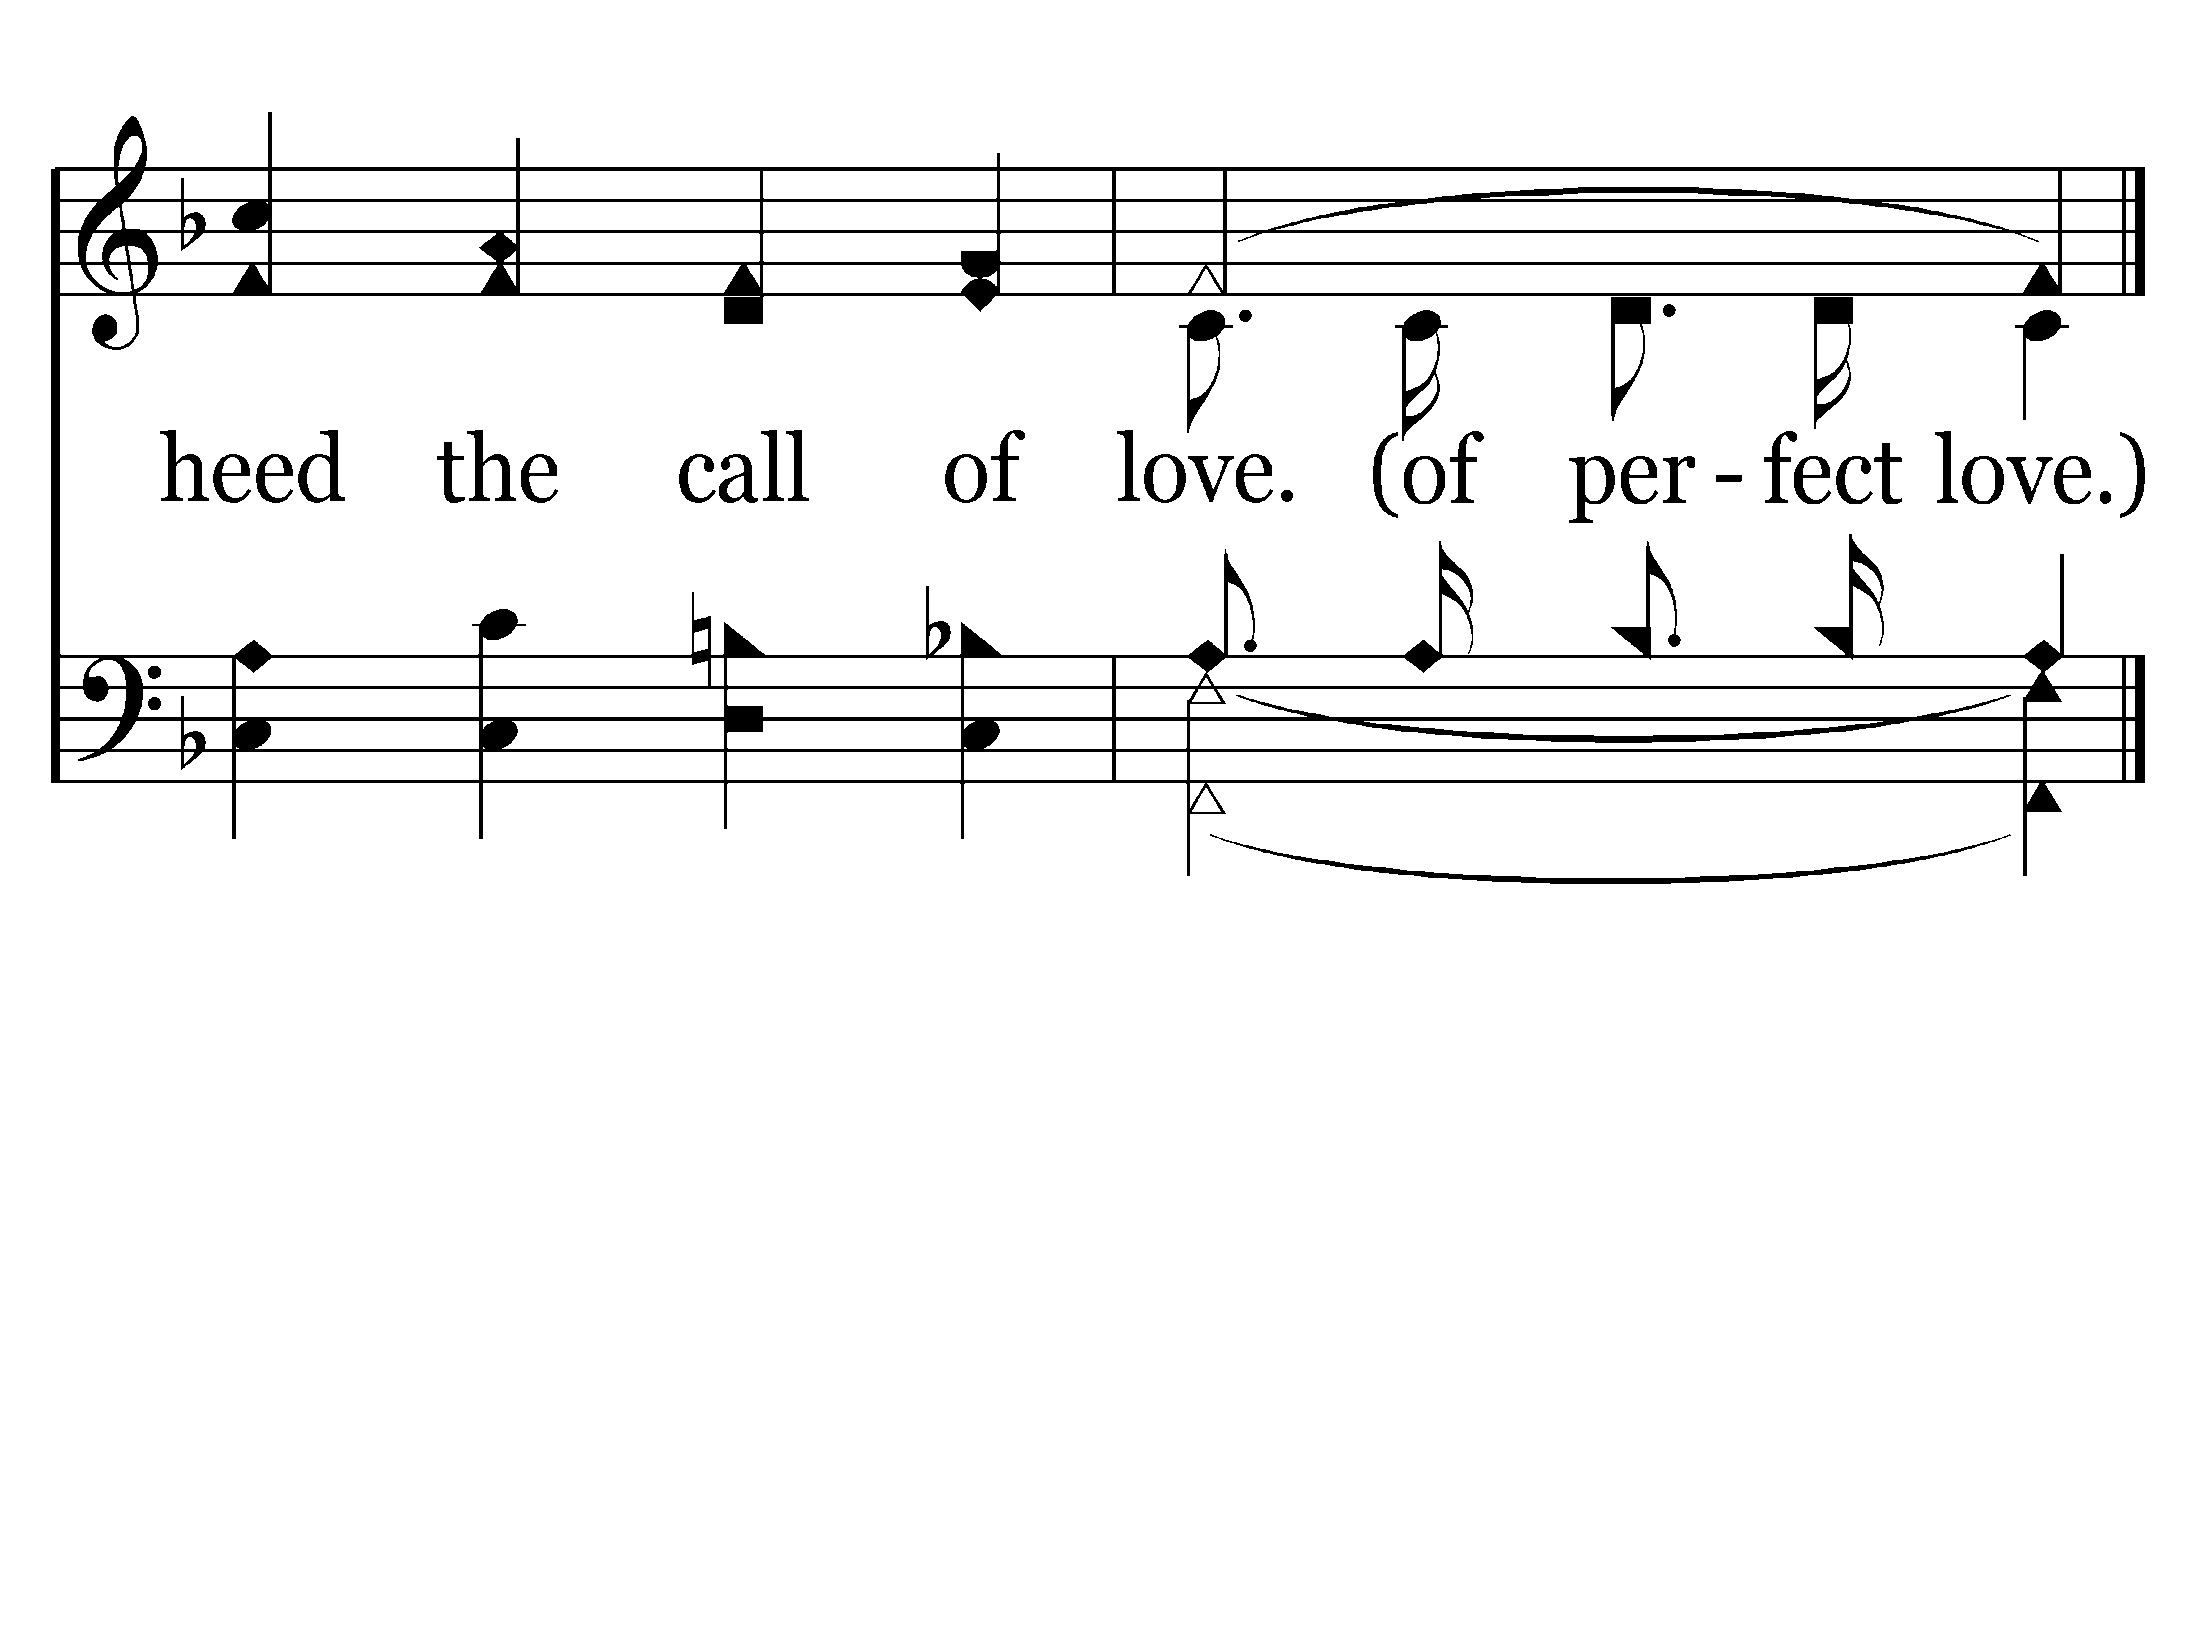 heed the call of love. (of per - fect love.)